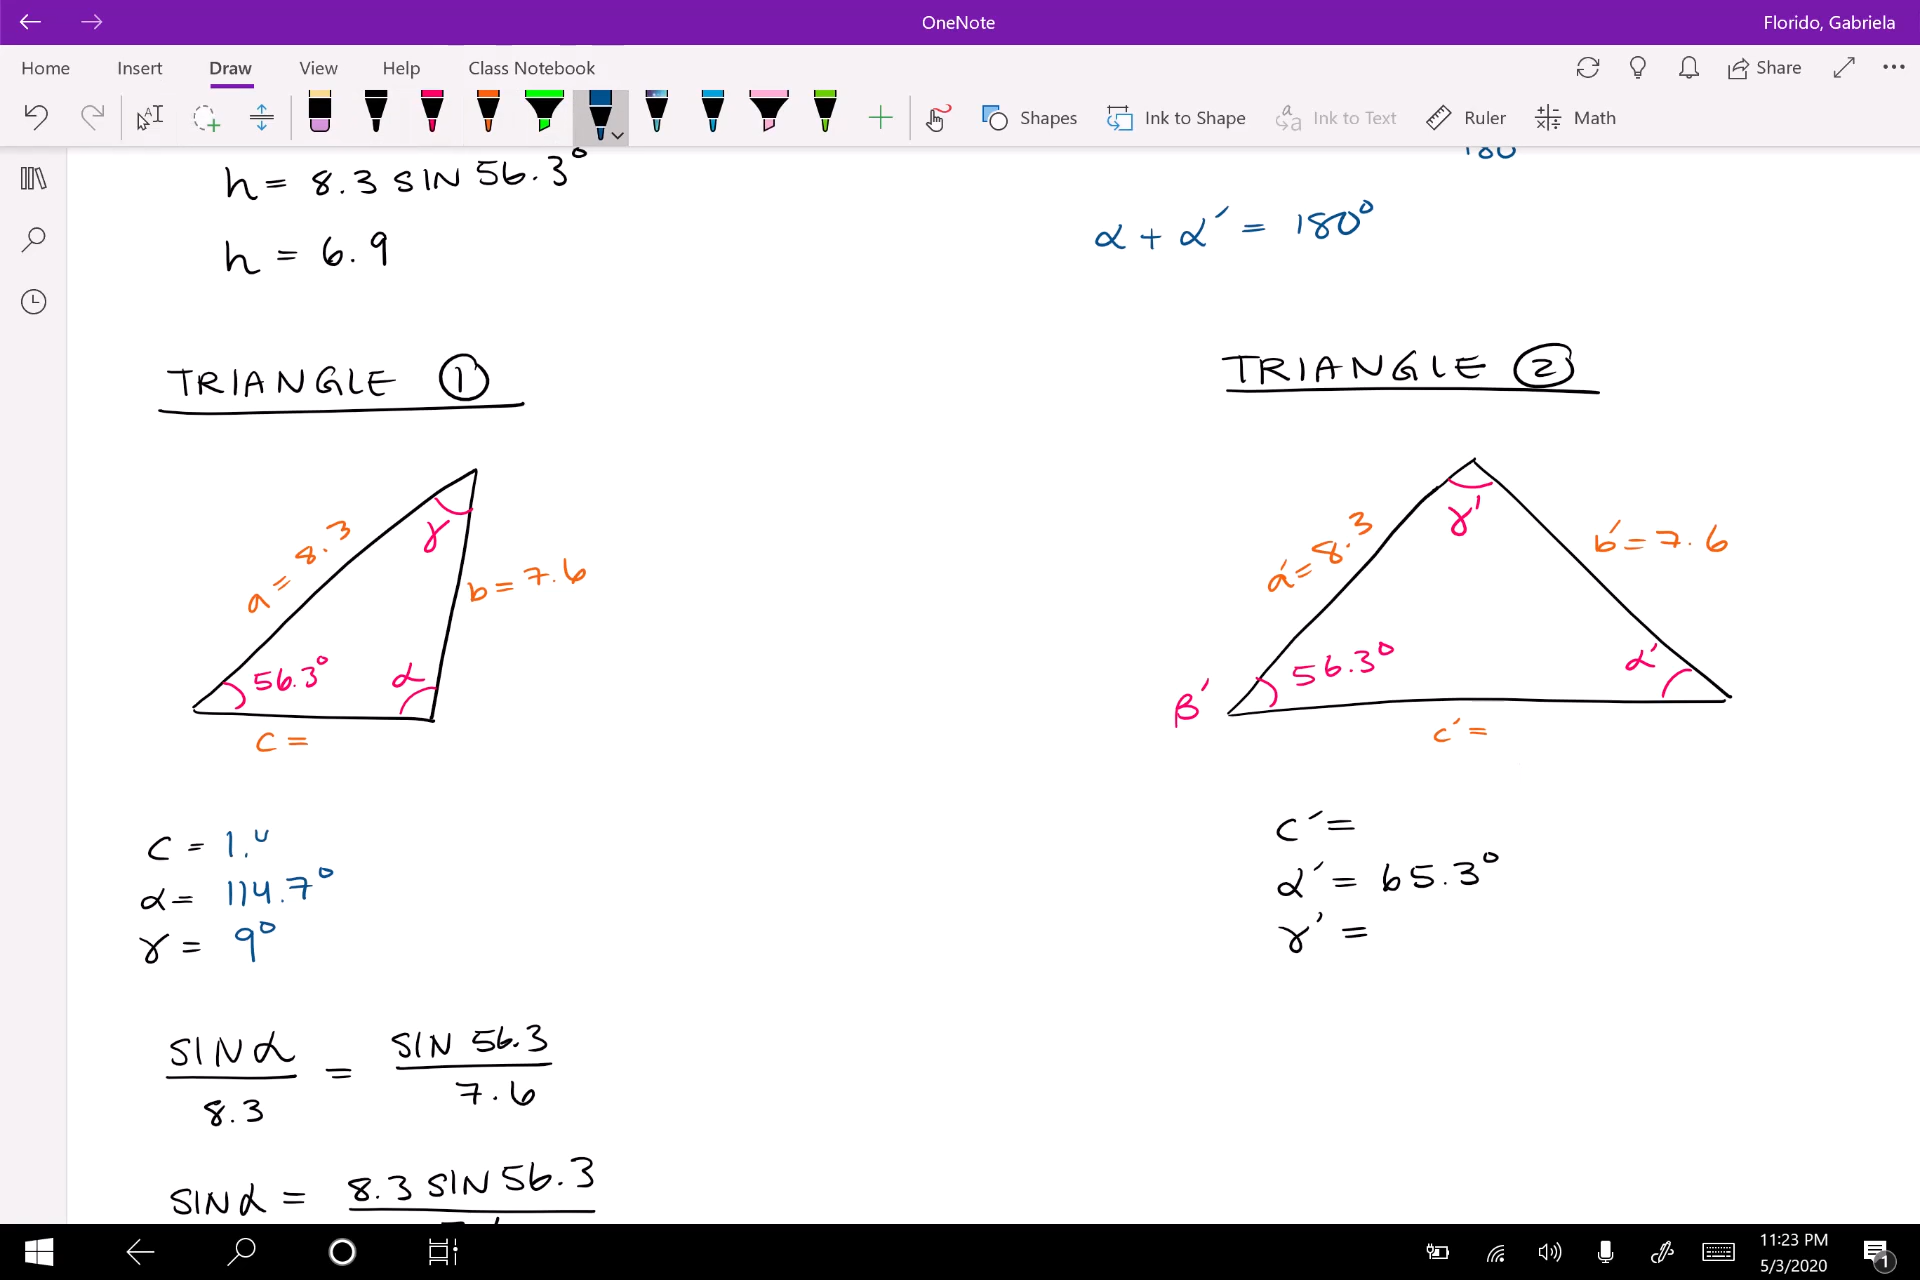 OneNote
Florido, Gabriela
Home Insert Draw View Help Class Notebook
Share
Shapes Ink to Shape Ink to Text Ruler Math
h = 8.3 SIN 56.3°
h = 6.9
180
α + α' = 180°
TRIANGLE ①
a = 8.3
γ
b = 7.6
56.3°
α
c =
c = 1.
α = 114.7°
γ = 9°
SIN α / 8.3 = SIN 56.3 / 7.6
SIN α = 8.3 SIN 56.3
TRIANGLE ②
γ'
a' = 8.3
b' = 7.6
β'
56.3°
α'
c' =
c' =
α' = 65.3°
γ' =
11:23 PM
5/3/2020
1